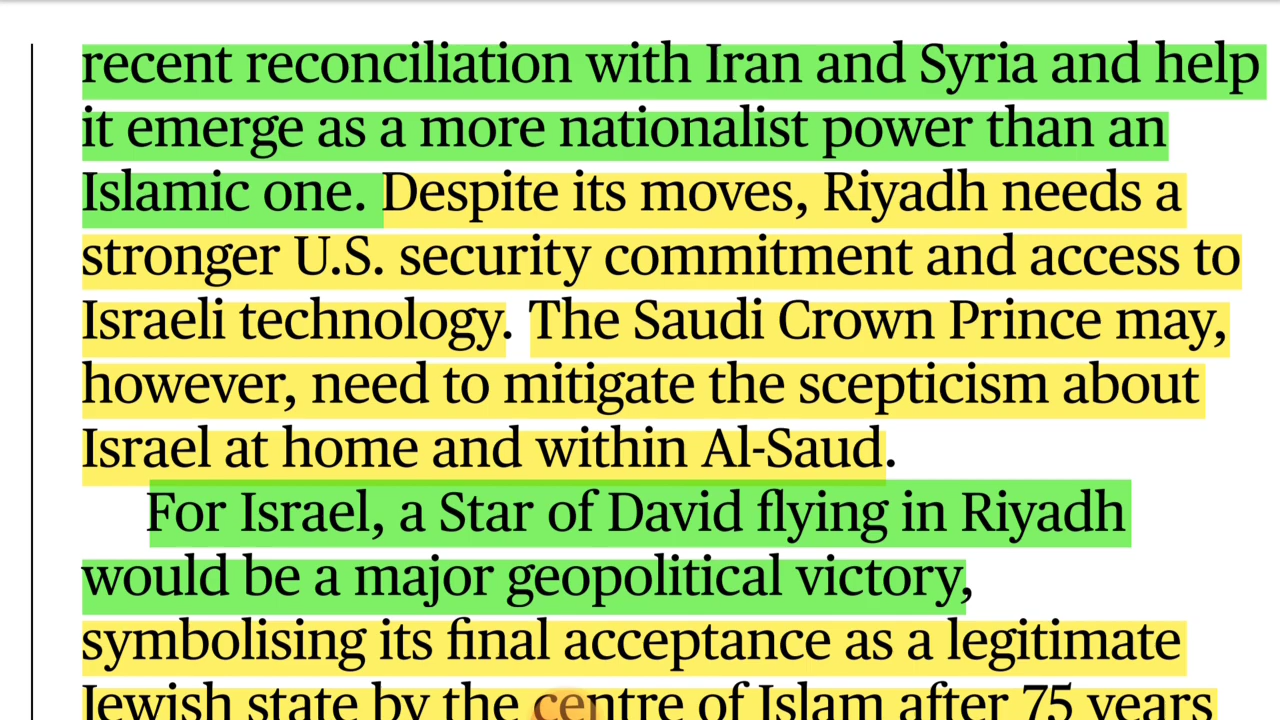 recent reconciliation with Iran and Syria and help
it emerge as a more nationalist power than an
Islamic one. Despite its moves, Riyadh needs a
stronger U.S. security commitment and access to
Israeli technology. The Saudi Crown Prince may,
however, need to mitigate the scepticism about
Israel at home and within Al-Saud.
For Israel, a Star of David flying in Riyadh
would be a major geopolitical victory,
symbolising its final acceptance as a legitimate
Jewish state by the centre of Islam after 75 years